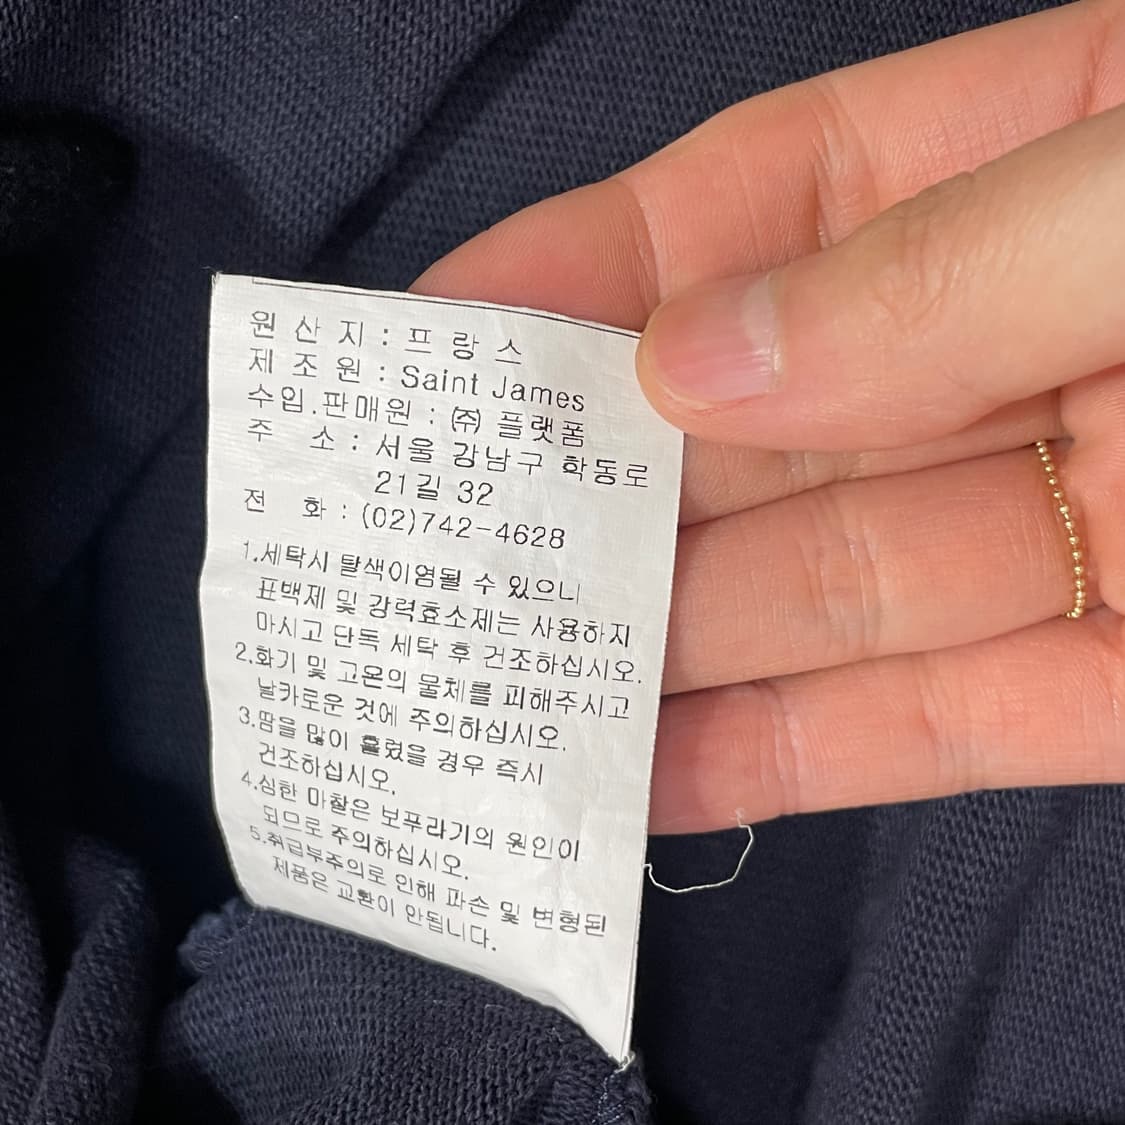 원 산 지 : 프 랑 스
제 조 원 : Saint James
수입.판매원 : ㈜ 플랫폼
주 소 : 서울 강남구 학동로
21길 32
전 화 : (02)742-4628
1.세탁시 탈색이염될 수 있으니
표백제 및 강력효소제는 사용하지
마시고 단독 세탁 후 건조하십시오.
2.화기 및 고온의 물체를 피해주시고
날카로운 것에 주의하십시오.
3.땀을 많이 흘렸을 경우 즉시
건조하십시오.
4.심한 마찰은 보푸라기의 원인이
되므로 주의하십시오.
5.취급부주의로 인해 파손 및 변형된
제품은 교환이 안됩니다.